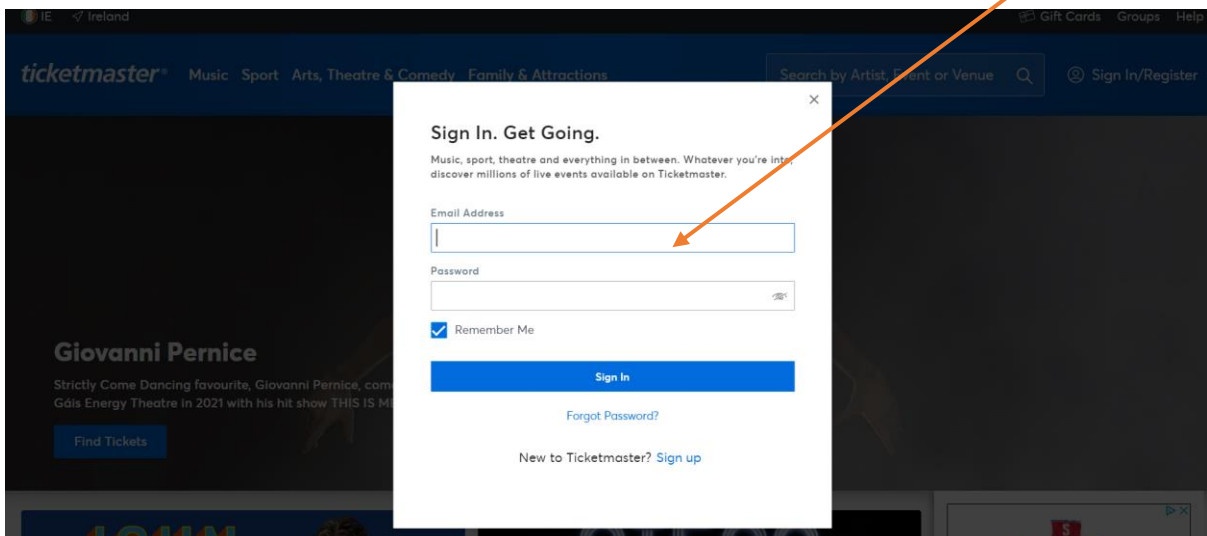 IE Ireland Gift Cards Groups Help
ticketmaster® Music Sport Arts, Theatre & Comedy Family & Attractions Search by Artist, Event or Venue Sign In/Register
Sign In. Get Going.
Music, sport, theatre and everything in between. Whatever you're into,
discover millions of live events available on Ticketmaster.
Email Address
Password
Remember Me
Sign In
Forgot Password?
New to Ticketmaster? Sign up
Giovanni Pernice
Strictly Come Dancing favourite, Giovanni Pernice, com
Gáis Energy Theatre in 2021 with his hit show THIS IS ME
Find Tickets
S